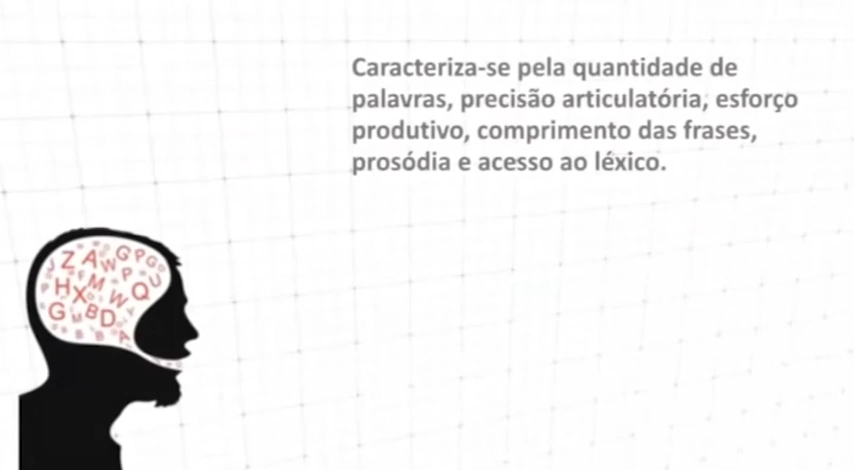 Caracteriza-se pela quantidade de
palavras, precisão articulatória, esforço
produtivo, comprimento das frases,
prosódia e acesso ao léxico.
Z A W G P G
P U
H X M W Q
G M B D
B B A